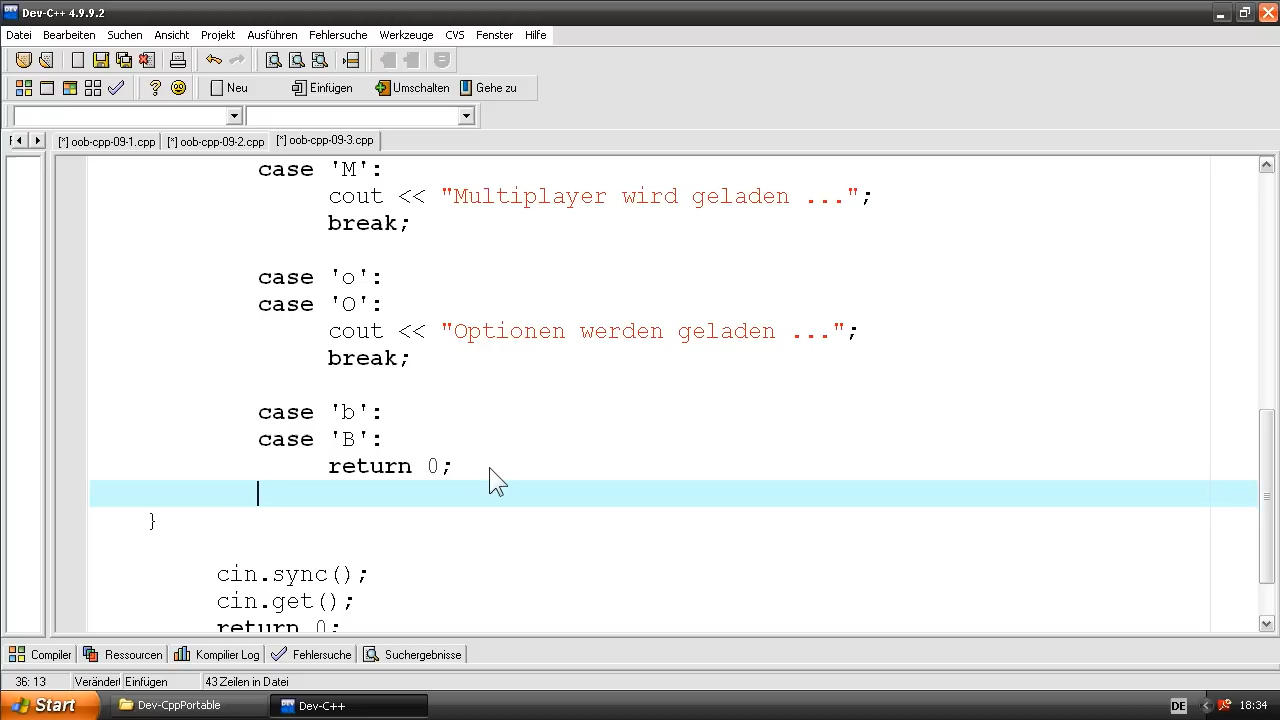 Dev-C++ 4.9.9.2
Datei Bearbeiten Suchen Ansicht Projekt Ausführen Fehlersuche Werkzeuge CVS Fenster Hilfe
Neu Einfügen Umschalten Gehe zu
[*] oob-cpp-09-1.cpp [*] oob-cpp-09-2.cpp [*] oob-cpp-09-3.cpp
case 'M':
cout << "Multiplayer wird geladen ...";
break;
case 'o':
case 'O':
cout << "Optionen werden geladen ...";
break;
case 'b':
case 'B':
return 0;
}
cin.sync();
cin.get();
return 0;
Compiler Ressourcen Kompilier Log Fehlersuche Suchergebnisse
36: 13 Veränder Einfügen 43 Zeilen in Datei
Start Dev-CppPortable Dev-C++ DE 18:34